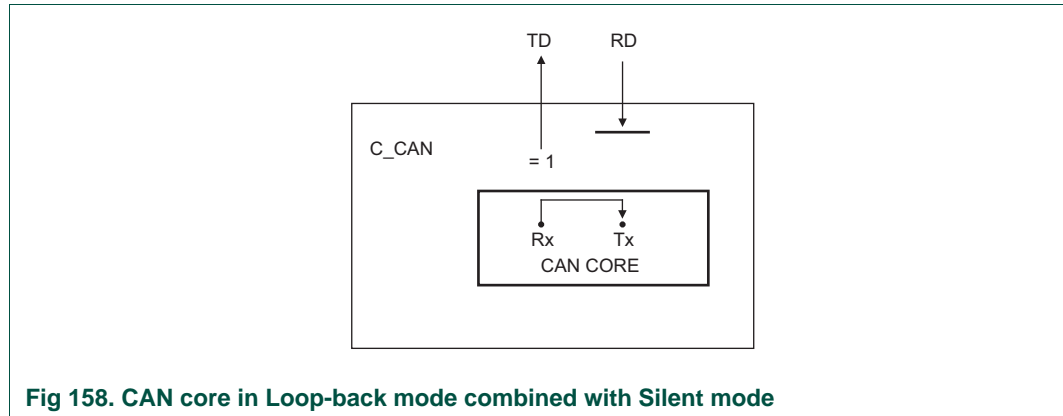 TD RD
C_CAN
= 1
Rx Tx
CAN CORE
Fig 158. CAN core in Loop-back mode combined with Silent mode